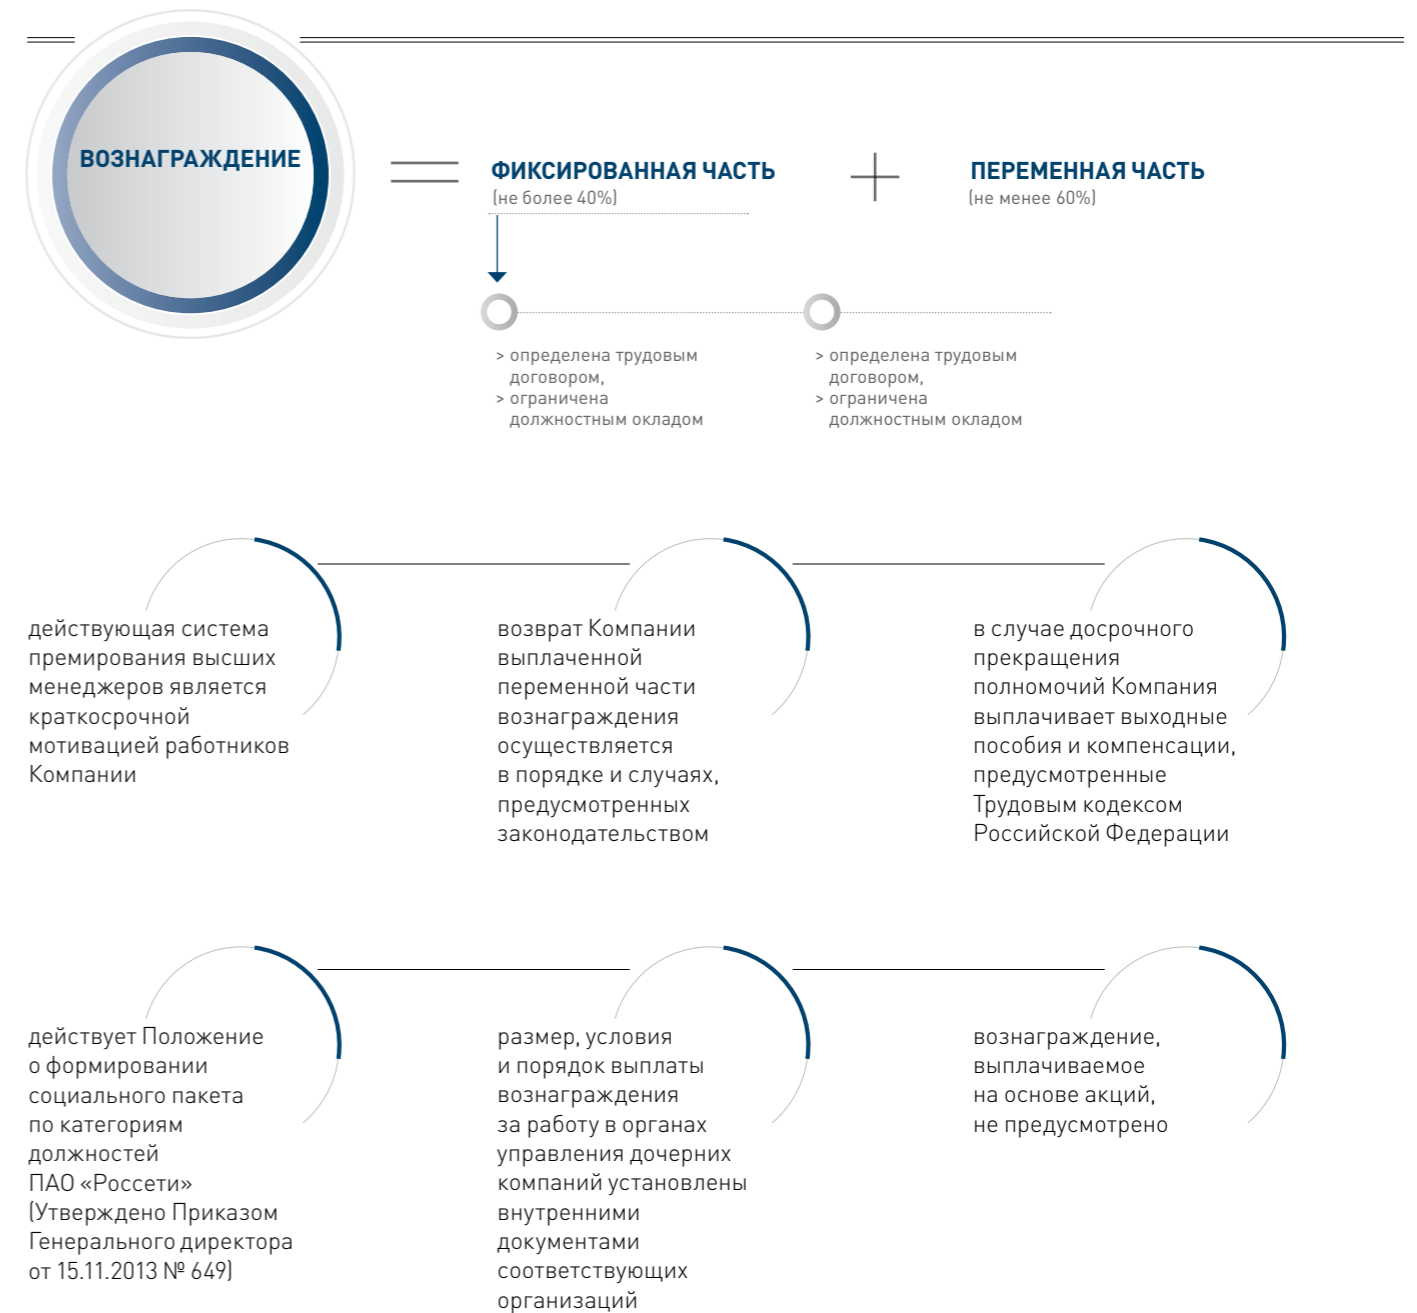 ВОЗНАГРАЖДЕНИЕ
ФИКСИРОВАННАЯ ЧАСТЬ
(не более 40%)
ПЕРЕМЕННАЯ ЧАСТЬ
(не менее 60%)
> определена трудовым
договором,
> ограничена
должностным окладом
> определена трудовым
договором,
> ограничена
должностным окладом
действующая система
премирования высших
менеджеров является
краткосрочной
мотивацией работников
Компании
возврат Компании
выплаченной
переменной части
вознаграждения
осуществляется
в порядке и случаях,
предусмотренных
законодательством
в случае досрочного
прекращения
полномочий Компания
выплачивает выходные
пособия и компенсации,
предусмотренные
Трудовым кодексом
Российской Федерации
действует Положение
о формировании
социального пакета
по категориям
должностей
ПАО «Россети»
(Утверждено Приказом
Генерального директора
от 15.11.2013 № 649)
размер, условия
и порядок выплаты
вознаграждения
за работу в органах
управления дочерних
компаний установлены
внутренними
документами
соответствующих
организаций
вознаграждение,
выплачиваемое
на основе акций,
не предусмотрено